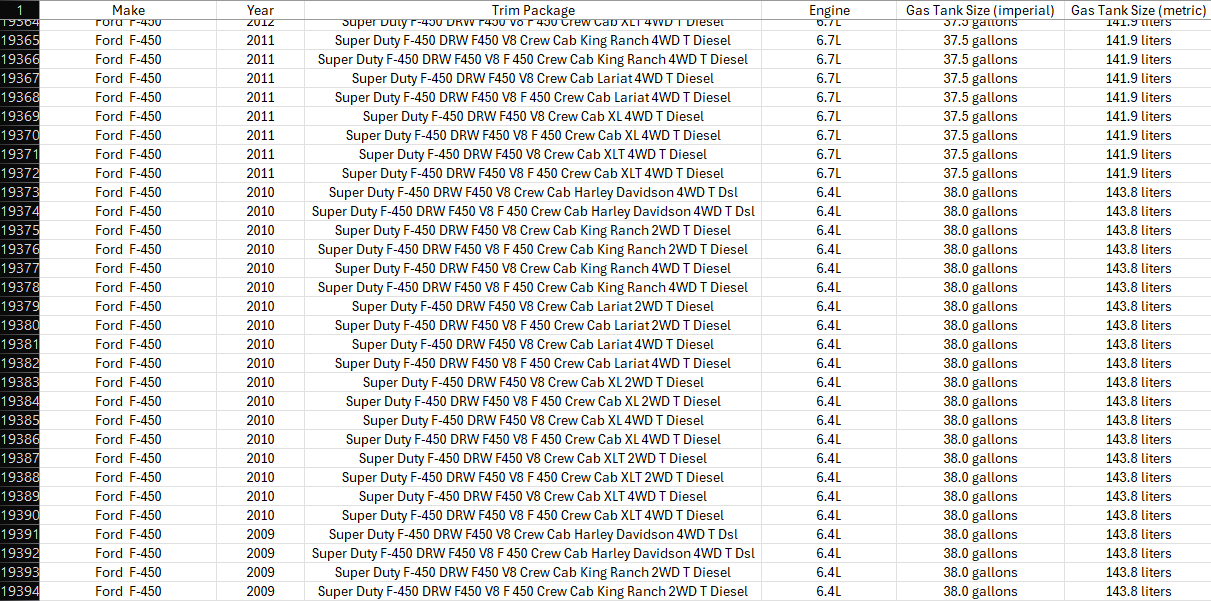 1 Make Year Trim Package Engine Gas Tank Size (imperial) Gas Tank Size (metric)
19364 Ford F-450 2012 Super Duty F-450 DRW F450 V8 F 450 Crew Cab XLT 4WD T Diesel 6.7L 37.5 gallons 141.9 liters
19365 Ford F-450 2011 Super Duty F-450 DRW F450 V8 Crew Cab King Ranch 4WD T Diesel 6.7L 37.5 gallons 141.9 liters
19366 Ford F-450 2011 Super Duty F-450 DRW F450 V8 F 450 Crew Cab King Ranch 4WD T Diesel 6.7L 37.5 gallons 141.9 liters
19367 Ford F-450 2011 Super Duty F-450 DRW F450 V8 Crew Cab Lariat 4WD T Diesel 6.7L 37.5 gallons 141.9 liters
19368 Ford F-450 2011 Super Duty F-450 DRW F450 V8 F 450 Crew Cab Lariat 4WD T Diesel 6.7L 37.5 gallons 141.9 liters
19369 Ford F-450 2011 Super Duty F-450 DRW F450 V8 Crew Cab XL 4WD T Diesel 6.7L 37.5 gallons 141.9 liters
19370 Ford F-450 2011 Super Duty F-450 DRW F450 V8 F 450 Crew Cab XL 4WD T Diesel 6.7L 37.5 gallons 141.9 liters
19371 Ford F-450 2011 Super Duty F-450 DRW F450 V8 Crew Cab XLT 4WD T Diesel 6.7L 37.5 gallons 141.9 liters
19372 Ford F-450 2011 Super Duty F-450 DRW F450 V8 F 450 Crew Cab XLT 4WD T Diesel 6.7L 37.5 gallons 141.9 liters
19373 Ford F-450 2010 Super Duty F-450 DRW F450 V8 Crew Cab Harley Davidson 4WD T Dsl 6.4L 38.0 gallons 143.8 liters
19374 Ford F-450 2010 Super Duty F-450 DRW F450 V8 F 450 Crew Cab Harley Davidson 4WD T Dsl 6.4L 38.0 gallons 143.8 liters
19375 Ford F-450 2010 Super Duty F-450 DRW F450 V8 Crew Cab King Ranch 2WD T Diesel 6.4L 38.0 gallons 143.8 liters
19376 Ford F-450 2010 Super Duty F-450 DRW F450 V8 F 450 Crew Cab King Ranch 2WD T Diesel 6.4L 38.0 gallons 143.8 liters
19377 Ford F-450 2010 Super Duty F-450 DRW F450 V8 Crew Cab King Ranch 4WD T Diesel 6.4L 38.0 gallons 143.8 liters
19378 Ford F-450 2010 Super Duty F-450 DRW F450 V8 F 450 Crew Cab King Ranch 4WD T Diesel 6.4L 38.0 gallons 143.8 liters
19379 Ford F-450 2010 Super Duty F-450 DRW F450 V8 Crew Cab Lariat 2WD T Diesel 6.4L 38.0 gallons 143.8 liters
19380 Ford F-450 2010 Super Duty F-450 DRW F450 V8 F 450 Crew Cab Lariat 2WD T Diesel 6.4L 38.0 gallons 143.8 liters
19381 Ford F-450 2010 Super Duty F-450 DRW F450 V8 Crew Cab Lariat 4WD T Diesel 6.4L 38.0 gallons 143.8 liters
19382 Ford F-450 2010 Super Duty F-450 DRW F450 V8 F 450 Crew Cab Lariat 4WD T Diesel 6.4L 38.0 gallons 143.8 liters
19383 Ford F-450 2010 Super Duty F-450 DRW F450 V8 Crew Cab XL 2WD T Diesel 6.4L 38.0 gallons 143.8 liters
19384 Ford F-450 2010 Super Duty F-450 DRW F450 V8 F 450 Crew Cab XL 2WD T Diesel 6.4L 38.0 gallons 143.8 liters
19385 Ford F-450 2010 Super Duty F-450 DRW F450 V8 Crew Cab XL 4WD T Diesel 6.4L 38.0 gallons 143.8 liters
19386 Ford F-450 2010 Super Duty F-450 DRW F450 V8 F 450 Crew Cab XL 4WD T Diesel 6.4L 38.0 gallons 143.8 liters
19387 Ford F-450 2010 Super Duty F-450 DRW F450 V8 Crew Cab XLT 2WD T Diesel 6.4L 38.0 gallons 143.8 liters
19388 Ford F-450 2010 Super Duty F-450 DRW F450 V8 F 450 Crew Cab XLT 2WD T Diesel 6.4L 38.0 gallons 143.8 liters
19389 Ford F-450 2010 Super Duty F-450 DRW F450 V8 Crew Cab XLT 4WD T Diesel 6.4L 38.0 gallons 143.8 liters
19390 Ford F-450 2010 Super Duty F-450 DRW F450 V8 F 450 Crew Cab XLT 4WD T Diesel 6.4L 38.0 gallons 143.8 liters
19391 Ford F-450 2009 Super Duty F-450 DRW F450 V8 Crew Cab Harley Davidson 4WD T Dsl 6.4L 38.0 gallons 143.8 liters
19392 Ford F-450 2009 Super Duty F-450 DRW F450 V8 F 450 Crew Cab Harley Davidson 4WD T Dsl 6.4L 38.0 gallons 143.8 liters
19393 Ford F-450 2009 Super Duty F-450 DRW F450 V8 Crew Cab King Ranch 2WD T Diesel 6.4L 38.0 gallons 143.8 liters
19394 Ford F-450 2009 Super Duty F-450 DRW F450 V8 F 450 Crew Cab King Ranch 2WD T Diesel 6.4L 38.0 gallons 143.8 liters